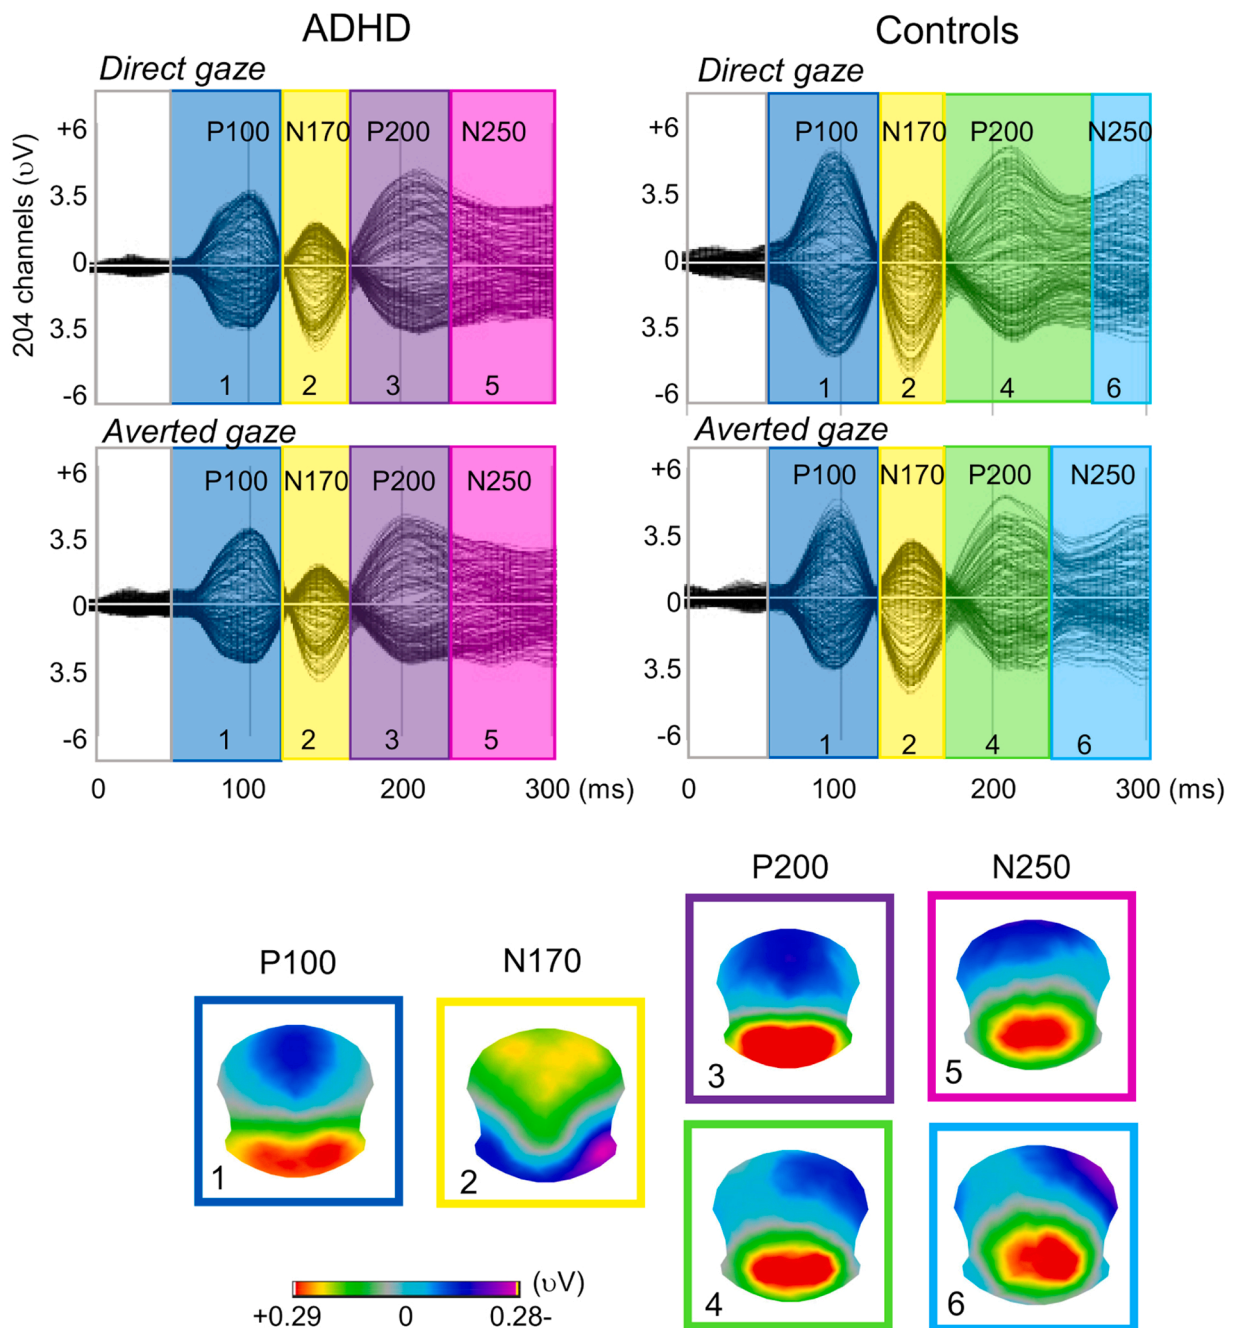 ADHD
Controls
Direct gaze
Direct gaze
204 channels (υV)
+6
3.5
0
3.5
-6
P100
N170
P200
N250
1
2
3
5
+6
3.5
0
3.5
-6
P100
N170
P200
N250
1
2
4
6
Averted gaze
Averted gaze
+6
3.5
0
3.5
-6
P100
N170
P200
N250
1
2
3
5
+6
3.5
0
3.5
-6
P100
N170
P200
N250
1
2
4
6
0 100 200 300 (ms)
0 100 200 300 (ms)
P100
1
N170
2
P200
3
N250
5
4
6
(υV)
+0.29 0 0.28-